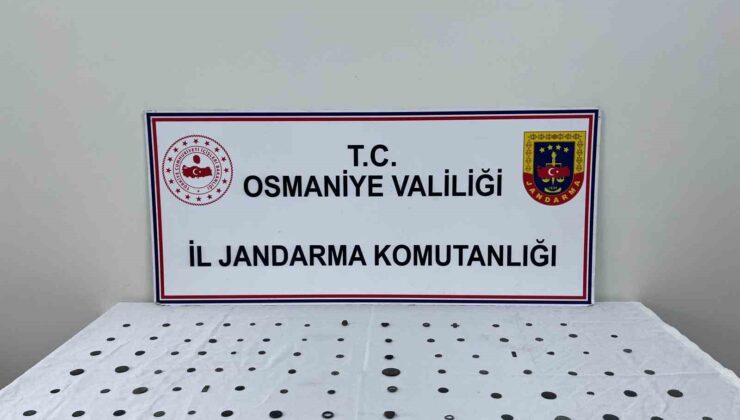 T.C.
OSMANİYE VALİLİĞİ
İL JANDARMA KOMUTANLIĞI
JANDARMA